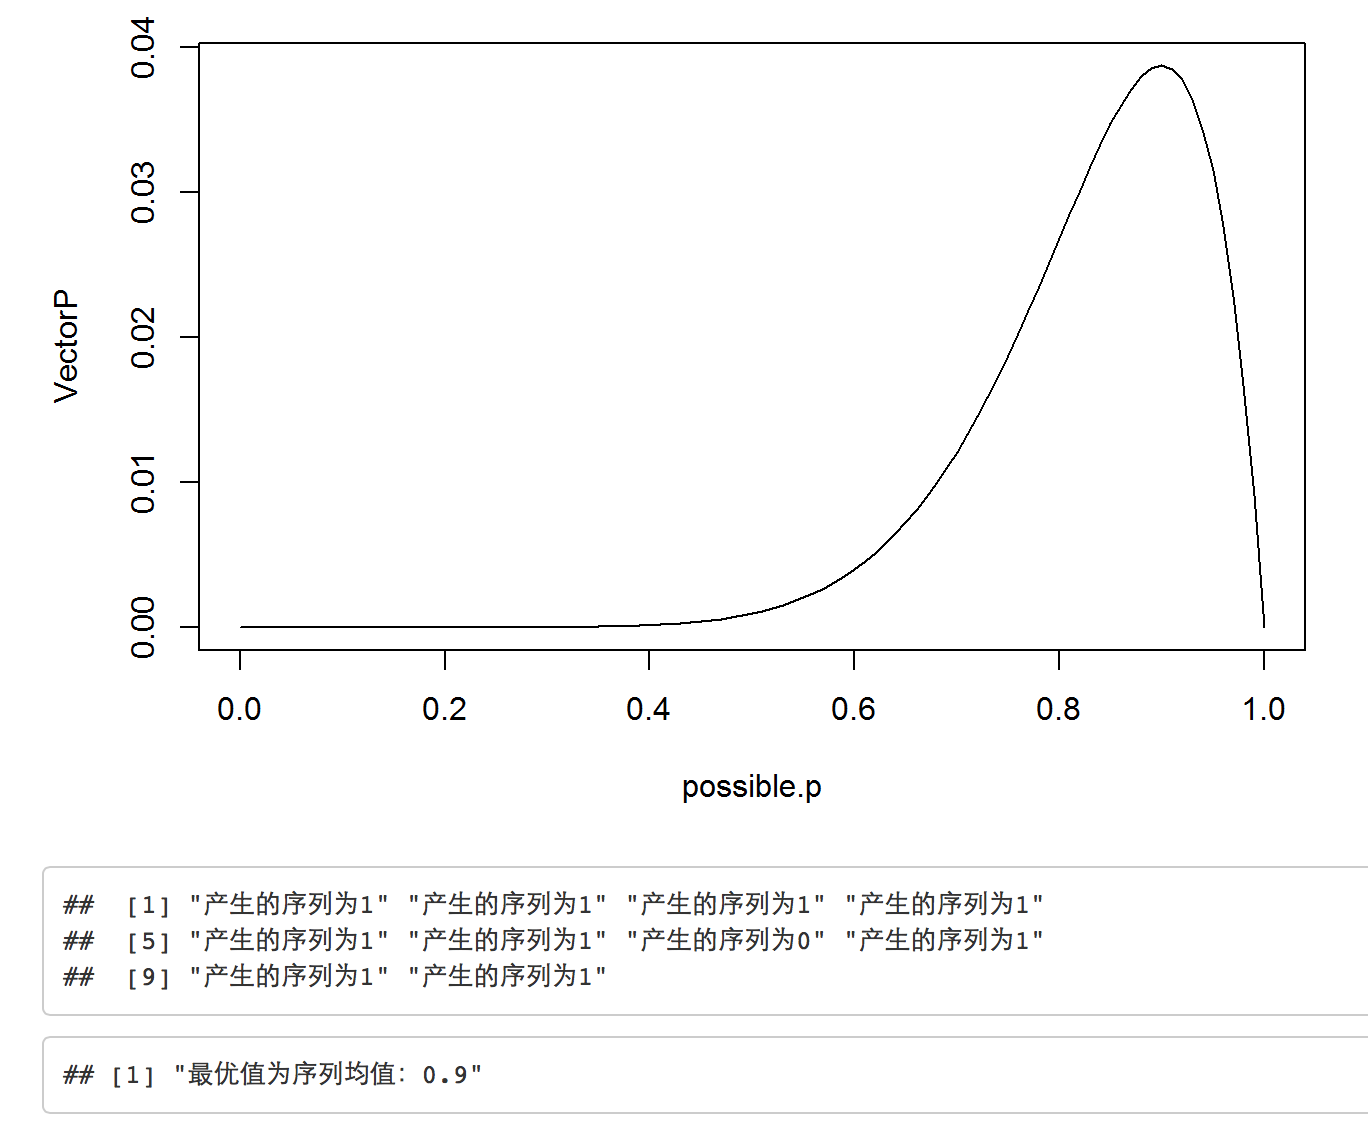 0.04
0.03
0.02
0.01
0.00
VectorP
0.0 0.2 0.4 0.6 0.8 1.0
possible.p
##  [1] "产生的序列为1" "产生的序列为1" "产生的序列为1" "产生的序列为1"
##  [5] "产生的序列为1" "产生的序列为1" "产生的序列为0" "产生的序列为1"
##  [9] "产生的序列为1" "产生的序列为1"
## [1] "最优值为序列均值：0.9"